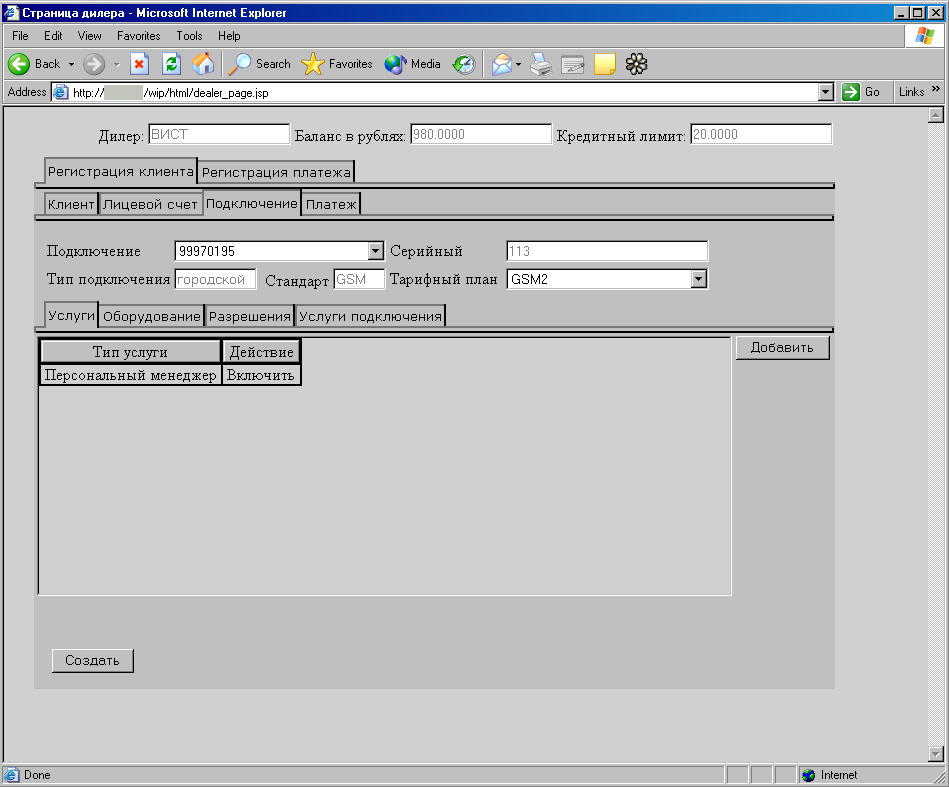 Страница дилера - Microsoft Internet Explorer
File Edit View Favorites Tools Help
Back Search Favorites Media
Address http:// /wip/html/dealer_page.jsp Go Links »
Дилер: ВИСТ Баланс в рублях: 980.0000 Кредитный лимит: 20.0000
Регистрация клиента Регистрация платежа
Клиент Лицевой счет Подключение Платеж
Подключение 99970195 Серийный 113
Тип подключения городской Стандарт GSM Тарифный план GSM2
Услуги Оборудование Разрешения Услуги подключения
Тип услуги Действие Добавить
Персональный менеджер Включить
Создать
Done Internet